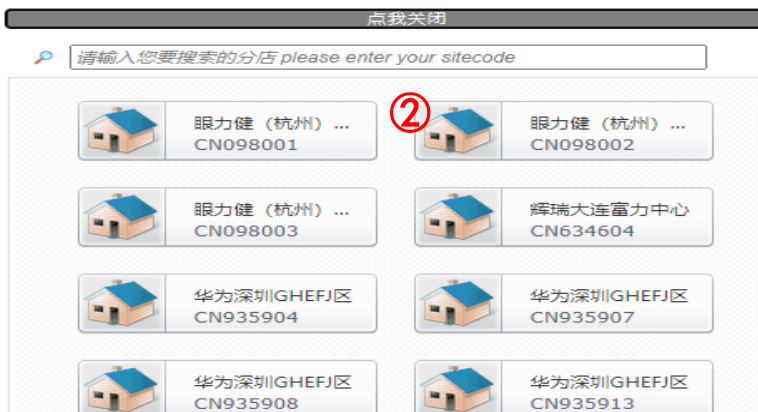 点我关闭
请输入您要搜索的分店 please enter your sitecode
眼力健（杭州）...
CN098001
②
眼力健（杭州）...
CN098002
眼力健（杭州）...
CN098003
辉瑞大连富力中心
CN634604
华为深圳GHEFJ区
CN935904
华为深圳GHEFJ区
CN935907
华为深圳GHEFJ区
CN935908
华为深圳GHEFJ区
CN935913